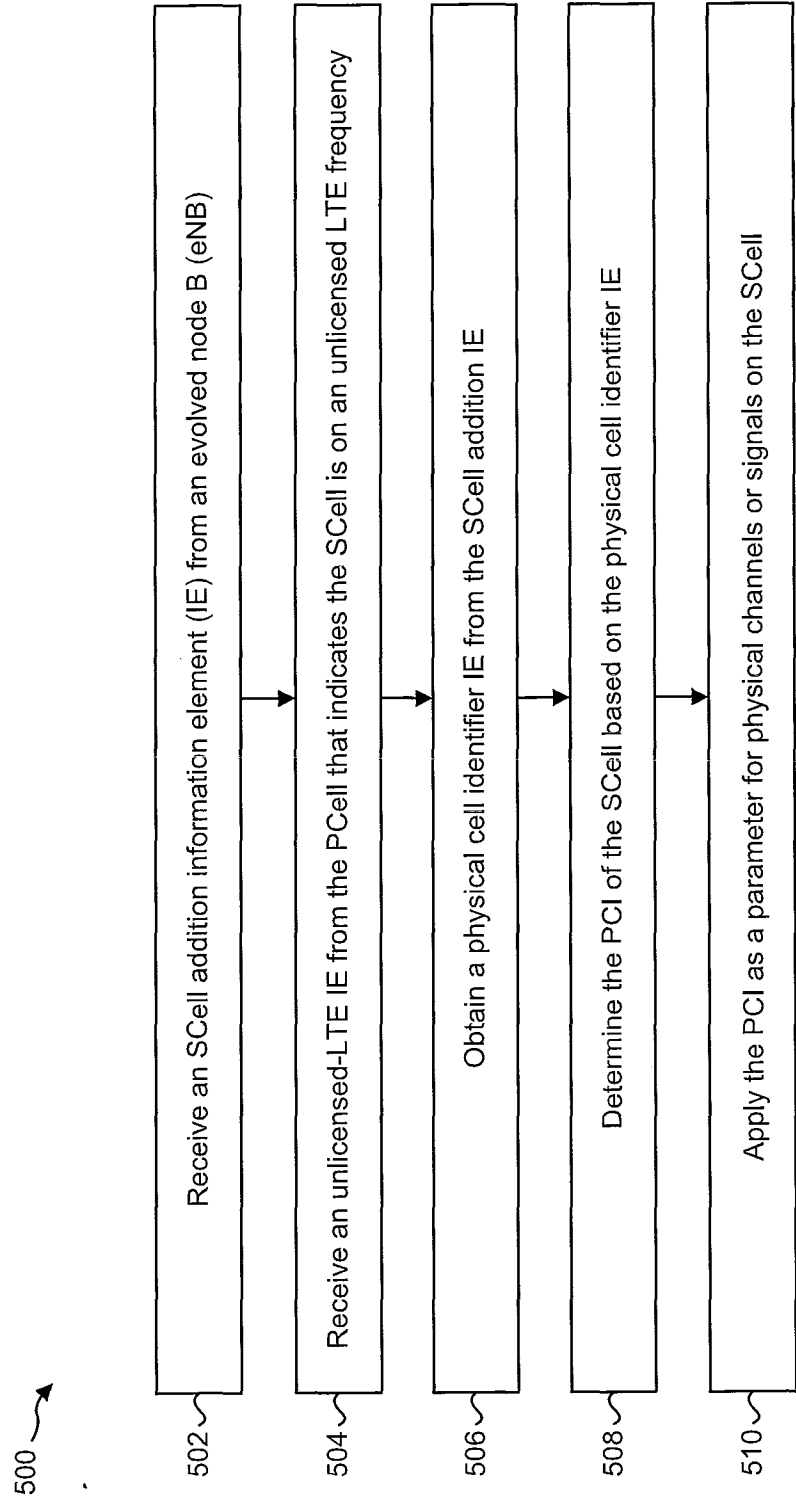 500
502
Receive an SCell addition information element (IE) from an evolved node B (eNB)
504
Receive an unlicensed-LTE IE from the PCell that indicates the SCell is on an unlicensed LTE frequency
506
Obtain a physical cell identifier IE from the SCell addition IE
508
Determine the PCI of the SCell based on the physical cell identifier IE
510
Apply the PCI as a parameter for physical channels or signals on the SCell